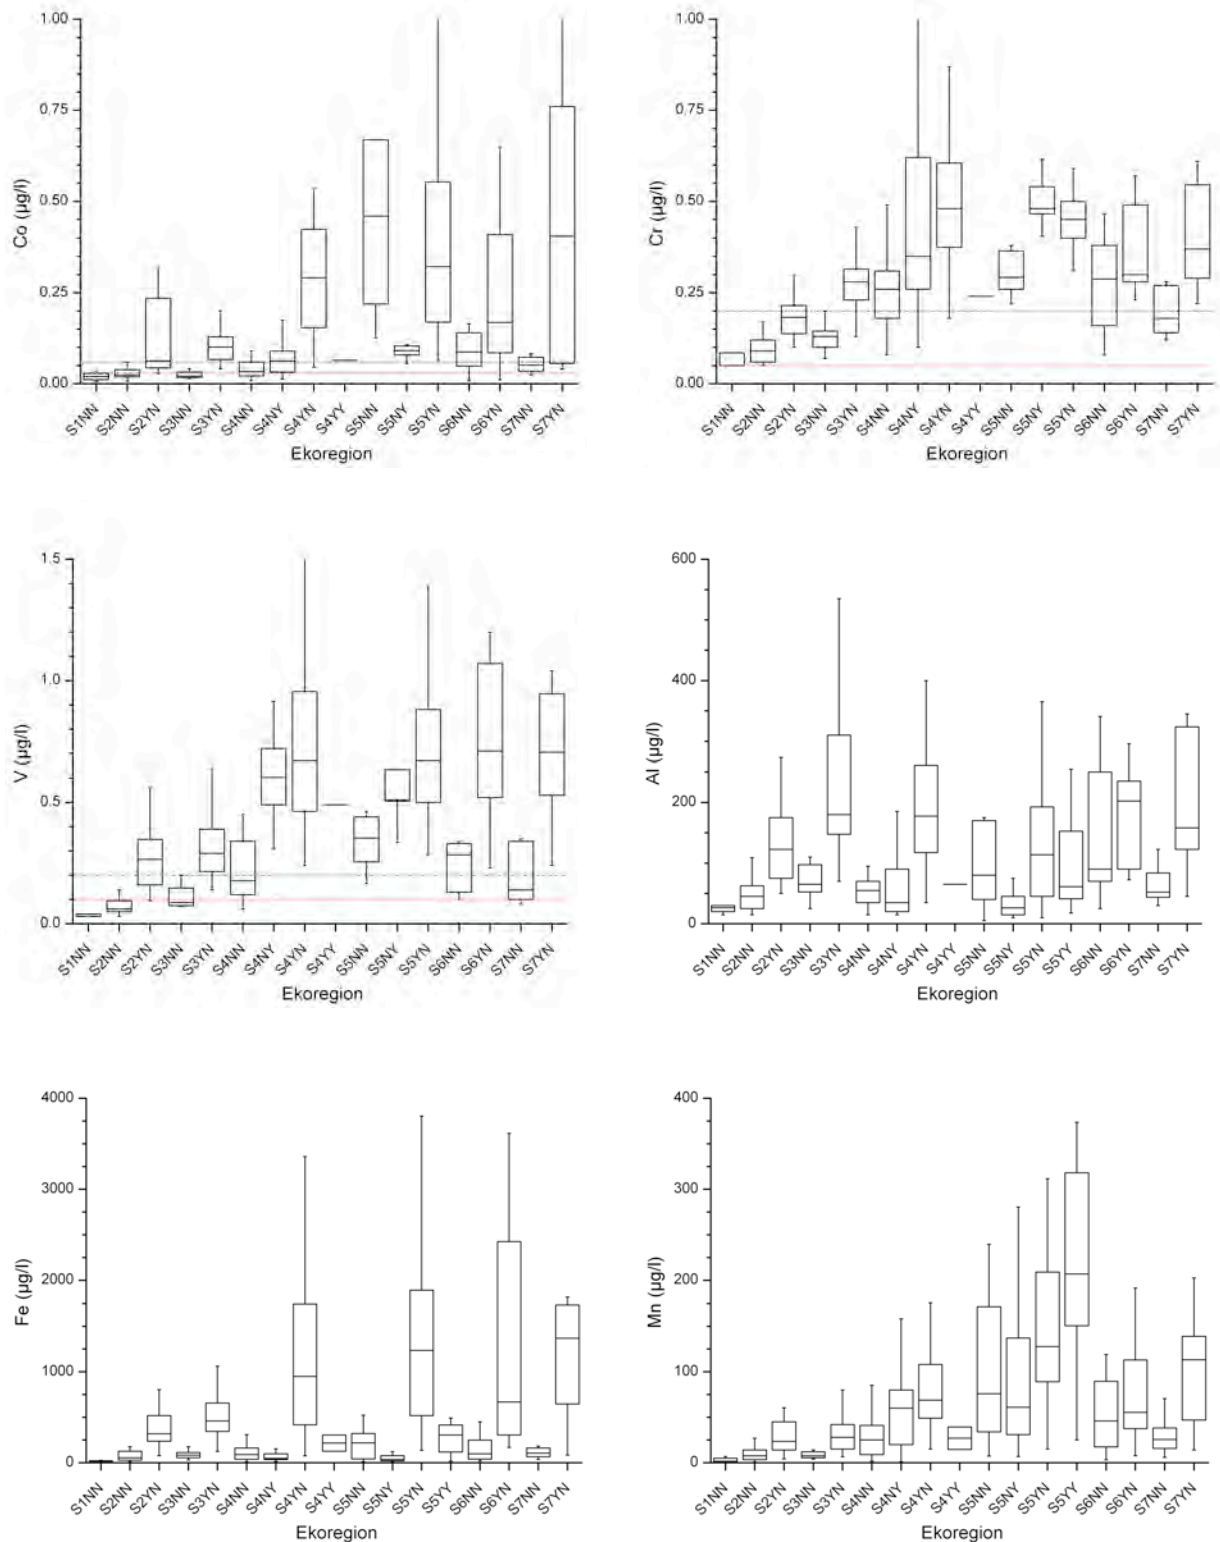 1.00
0.75
0.50
0.25
0.00
Co (µg/l)
S1NN S2NN S2YN S3NN S3YN S4NN S4NY S4YN S4YY S5NN S5NY S5YN S6NN S6YN S7NN S7YN
Ekoregion
1.00
0.75
0.50
0.25
0.00
Cr (µg/l)
S1NN S2NN S2YN S3NN S3YN S4NN S4NY S4YN S4YY S5NN S5NY S5YN S6NN S6YN S7NN S7YN
Ekoregion
1.5
1.0
0.5
0.0
V (µg/l)
S1NN S2NN S2YN S3NN S3YN S4NN S4NY S4YN S4YY S5NN S5NY S5YN S6NN S6YN S7NN S7YN
Ekoregion
600
400
200
0
Al (µg/l)
S1NN S2NN S2YN S3NN S3YN S4NN S4NY S4YN S4YY S5NN S5NY S5YN S5YY S6NN S6YN S7NN S7YN
Ekoregion
4000
3000
2000
1000
0
Fe (µg/l)
S1NN S2NN S2YN S3NN S3YN S4NN S4NY S4YN S4YY S5NN S5NY S5YN S5YY S6NN S6YN S7NN S7YN
Ekoregion
400
300
200
100
0
Mn (µg/l)
S1NN S2NN S2YN S3NN S3YN S4NN S4NY S4YN S4YY S5NN S5NY S5YN S5YY S6NN S6YN S7NN S7YN
Ekoregion